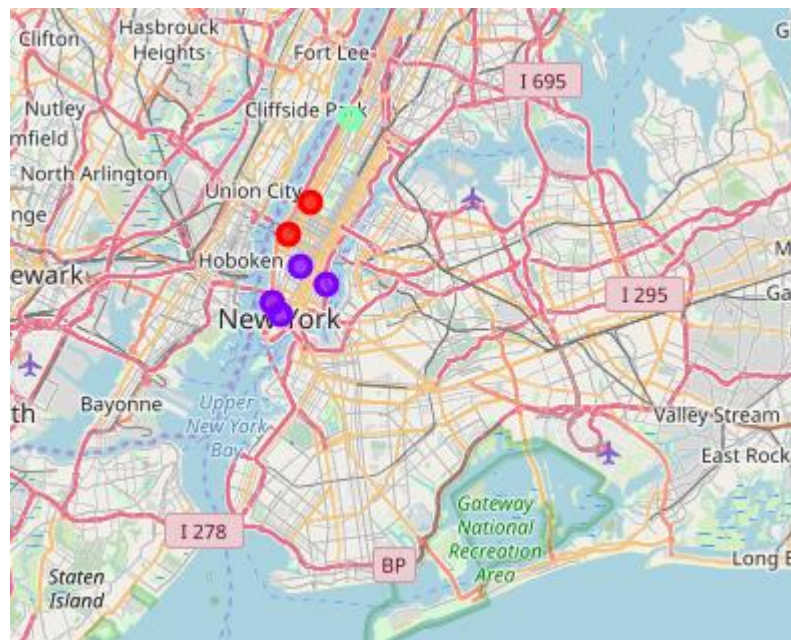 Clifton
Hasbrouck
Heights
Fort Lee
G
I 695
Nutley
Cliffside Park
mfield
North Arlington
Union City
nge
Hoboken
ewark
M
I 295
Ga
New York
Bayonne
th
Upper
New York
Bay
Valley Stream
East Rock
Gateway
National
Recreation
Area
I 278
BP
Long B
Staten
Island